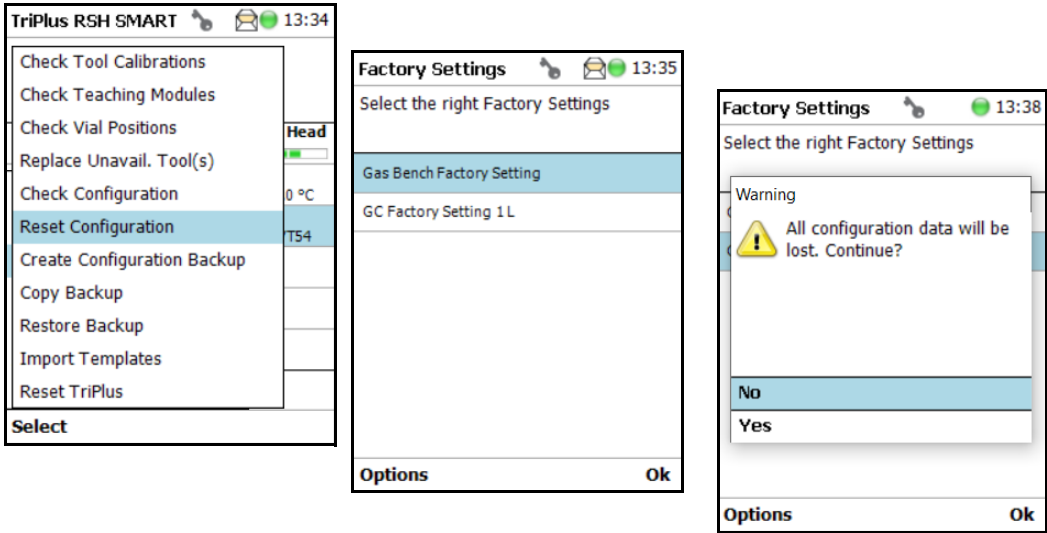 TriPlus RSH SMART 13:34
Check Tool Calibrations
Check Teaching Modules
Check Vial Positions
Head
Replace Unavail. Tool(s)
Check Configuration
0 °C
Reset Configuration
VT54
Create Configuration Backup
Copy Backup
Restore Backup
Import Templates
Reset TriPlus
Select
Factory Settings 13:35
Select the right Factory Settings
Gas Bench Factory Setting
GC Factory Setting 1L
Options Ok
Factory Settings 13:38
Select the right Factory Settings
Warning
All configuration data will be
lost. Continue?
No
Yes
Options Ok